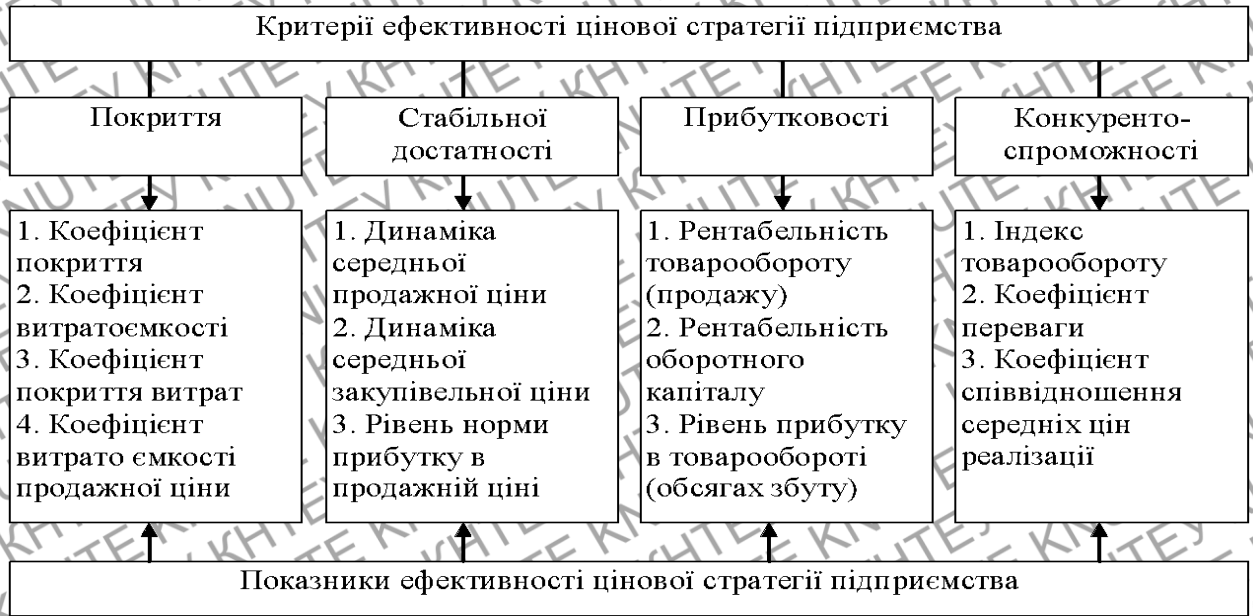 Критерії ефективності цінової стратегії підприємства
Покриття
Стабільної
достатності
Прибутковості
Конкуренто-
спроможності
1. Коефіцієнт
покриття
2. Коефіцієнт
витратоємкості
3. Коефіцієнт
покриття витрат
4. Коефіцієнт
витрато ємкості
продажної ціни
1. Динаміка
середньої
продажної ціни
2. Динаміка
середньої
закупівельної ціни
3. Рівень норми
прибутку в
продажній ціні
1. Рентабельність
товарообороту
(продажу)
2. Рентабельність
оборотного
капіталу
3. Рівень прибутку
в товарообороті
(обсягах збуту)
1. Індекс
товарообороту
2. Коефіцієнт
переваги
3. Коефіцієнт
співвідношення
середніх цін
реалізації
Показники ефективності цінової стратегії підприємства